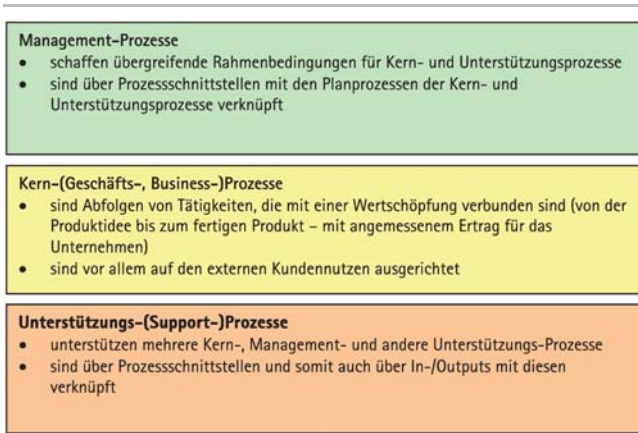 Management-Prozesse
• schaffen übergreifende Rahmenbedingungen für Kern- und Unterstützungsprozesse
• sind über Prozessschnittstellen mit den Planprozessen der Kern- und
Unterstützungsprozesse verknüpft
Kern-(Geschäfts-, Business-)Prozesse
• sind Abfolgen von Tätigkeiten, die mit einer Wertschöpfung verbunden sind (von der
Produktidee bis zum fertigen Produkt – mit angemessenem Ertrag für das
Unternehmen)
• sind vor allem auf den externen Kundennutzen ausgerichtet
Unterstützungs-(Support-)Prozesse
• unterstützen mehrere Kern-, Management- und andere Unterstützungs-Prozesse
• sind über Prozessschnittstellen und somit auch über In-/Outputs mit diesen
verknüpft